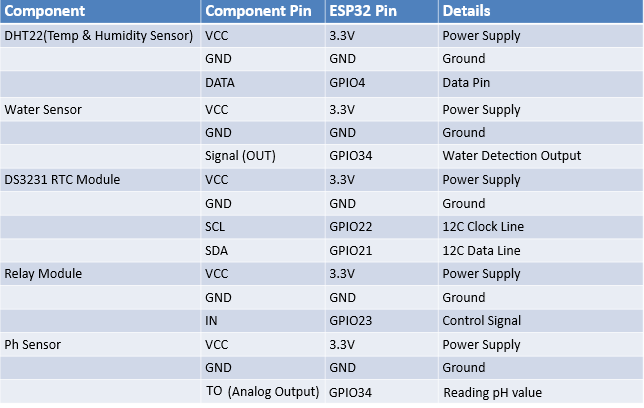 Component Component Pin ESP32 Pin Details
DHT22(Temp & Humidity Sensor) VCC 3.3V Power Supply
GND GND Ground
DATA GPIO4 Data Pin
Water Sensor VCC 3.3V Power Supply
GND GND Ground
Signal (OUT) GPIO34 Water Detection Output
DS3231 RTC Module VCC 3.3V Power Supply
GND GND Ground
SCL GPIO22 12C Clock Line
SDA GPIO21 12C Data Line
Relay Module VCC 3.3V Power Supply
GND GND Ground
IN GPIO23 Control Signal
Ph Sensor VCC 3.3V Power Supply
GND GND Ground
TO (Analog Output) GPIO34 Reading pH value